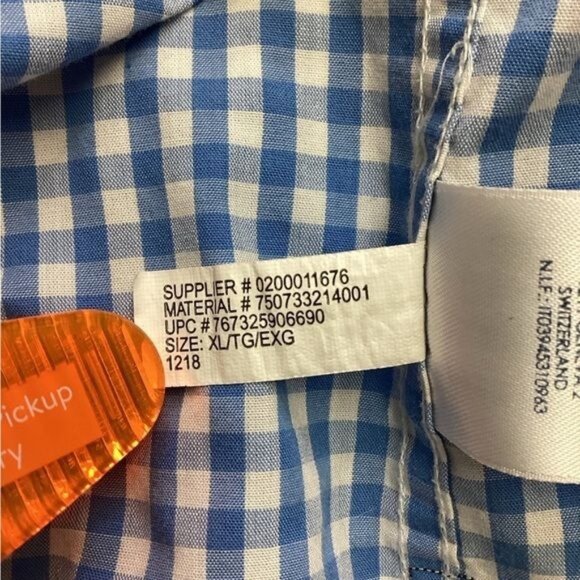 SUPPLIER # 0200011676
MATERIAL # 750733214001
UPC # 767325906690
SIZE: XL/TG/EXG
1218
SWITZERLAND
N.I.F.: IT03945310963
ickup
ry